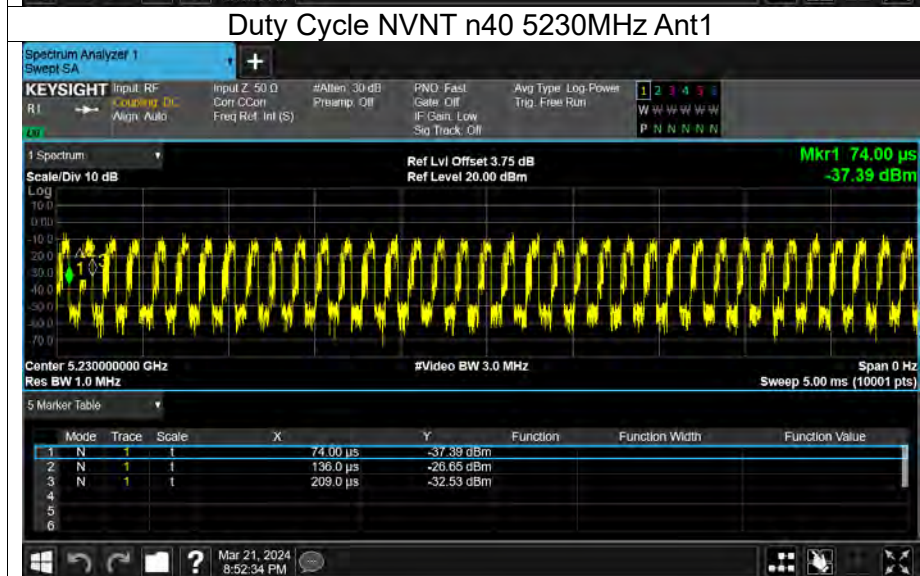 Duty Cycle NVNT n40 5230MHz Ant1
Spectrum Analyzer 1
Swept SA
+
KEYSIGHT Input: RF Input Z: 50 Ω #Atten: 30 dB PNO: Fast Avg Type: Log-Power 1 2 3 4 5 6
Coupling: DC Corr CCorr Preamp: Off Gate: Off Trig: Free Run W W W W W W
Align: Auto Freq Ref: Int (S) IF Gain: Low
Sig Track: Off P N N N N N
1 Spectrum Ref Lvl Offset 3.75 dB Mkr1 74.00 µs
Scale/Div 10 dB Ref Level 20.00 dBm -37.39 dBm
Log
10.0
0.00
-10.0
-20.0
-30.0
-40.0
-50.0
-60.0
-70.0
1
3
Center 5.230000000 GHz #Video BW 3.0 MHz Span 0 Hz
Res BW 1.0 MHz Sweep 5.00 ms (10001 pts)
5 Marker Table
Mode Trace Scale X Y Function Function Width Function Value
1 N 1 t 74.00 µs -37.39 dBm
2 N 1 t 136.0 µs -26.65 dBm
3 N 1 t 209.0 µs -32.53 dBm
4
5
6
? Mar 21, 2024
8:52:34 PM